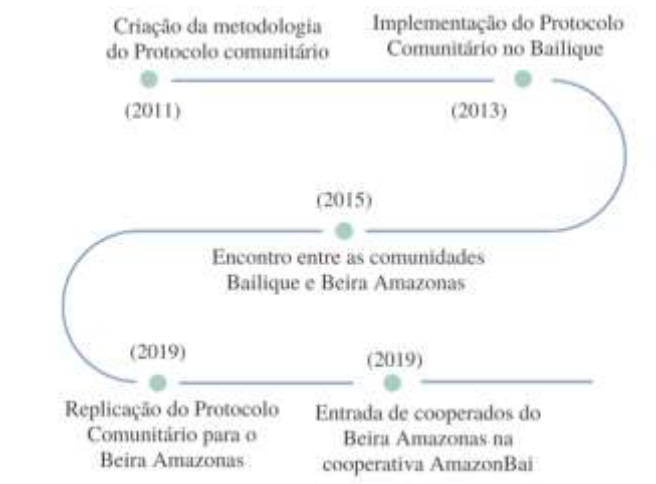 Criação da metodologia
do Protocolo comunitário
(2011)
Implementação do Protocolo
Comunitário no Bailique
(2013)
(2015)
Encontro entre as comunidades
Bailique e Beira Amazonas
(2019)
Replicação do Protocolo
Comunitário para o
Beira Amazonas
(2019)
Entrada de cooperados do
Beira Amazonas na
cooperativa AmazonBai